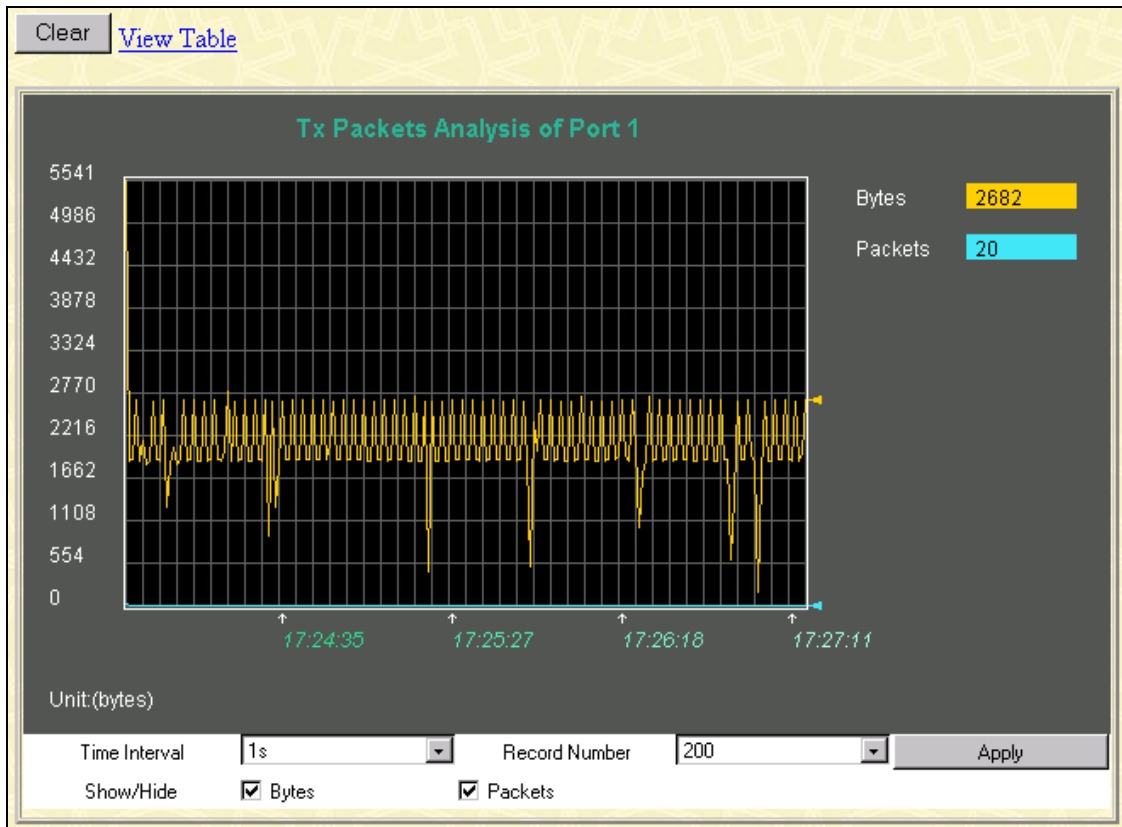 Clear View Table
Tx Packets Analysis of Port 1
5541
4986
4432
3878
3324
2770
2216
1662
1108
554
0
Bytes 2682
Packets 20
17:24:35 17:25:27 17:26:18 17:27:11
Unit:(bytes)
Time Interval 1s Record Number 200 Apply
Show/Hide Bytes Packets